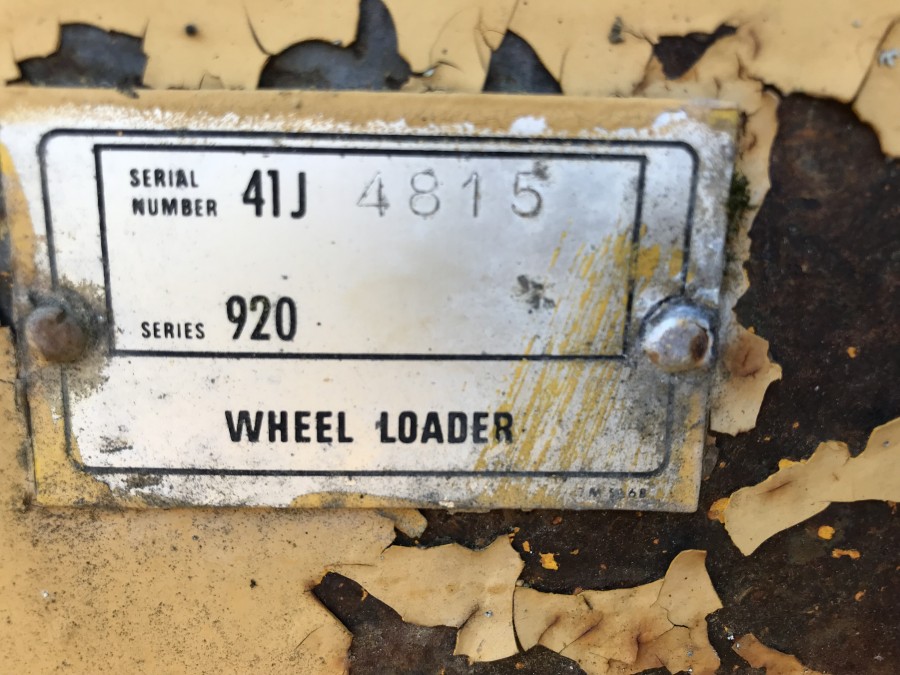 SERIAL
NUMBER 41J 4815
SERIES 920
WHEEL LOADER